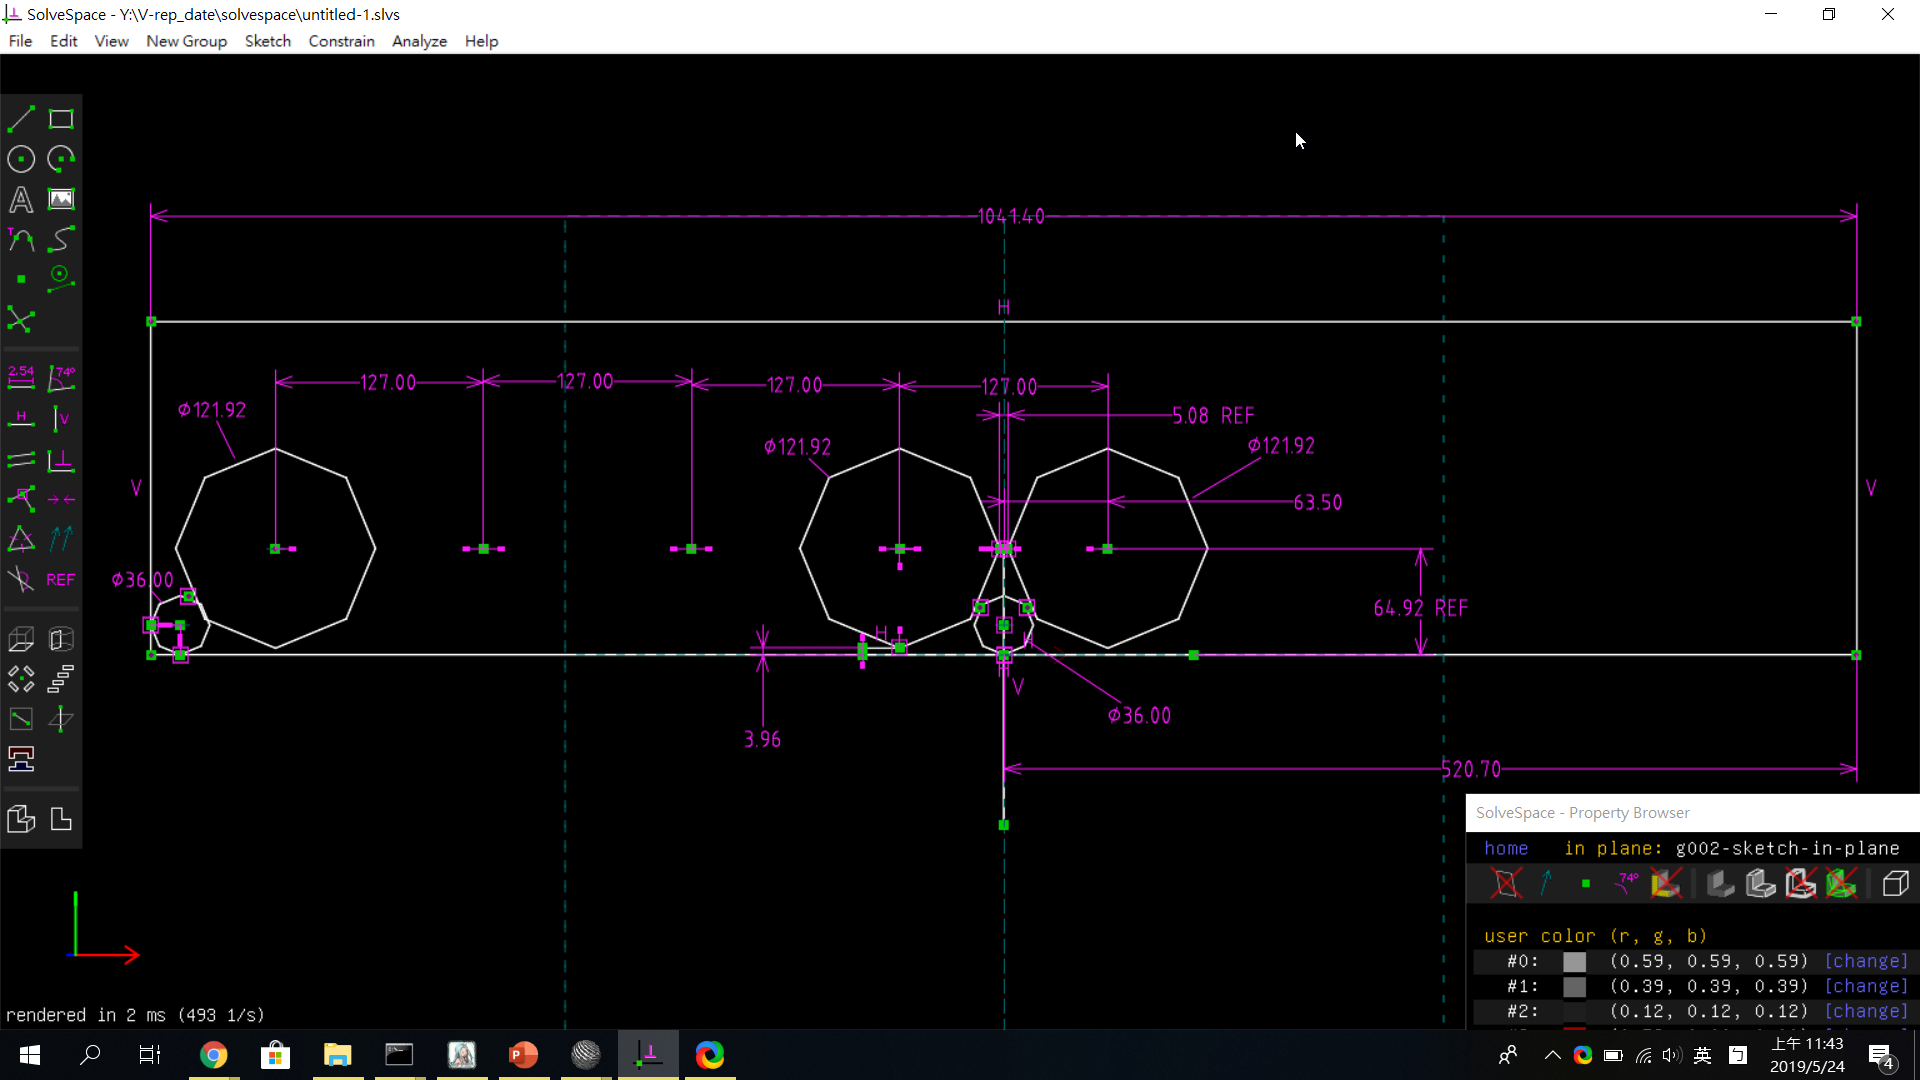 SolveSpace - Y:\V-rep_date\solvespace\untitled-1.slvs
File Edit View New Group Sketch Constrain Analyze Help
1041.40
H
127.00 127.00 127.00 127.00
5.08 REF
Ø121.92 Ø121.92 Ø121.92
V V
63.50
Ø36.00
64.92 REF
H
V
Ø36.00
3.96
520.70
2.54 74°
H V
REF
SolveSpace - Property Browser
home in plane: g002-sketch-in-plane
74°
user color (r, g, b)
#0: (0.59, 0.59, 0.59) [change]
#1: (0.39, 0.39, 0.39) [change]
#2: (0.12, 0.12, 0.12) [change]
rendered in 2 ms (493 1/s)
英
上午 11:43
2019/5/24
4